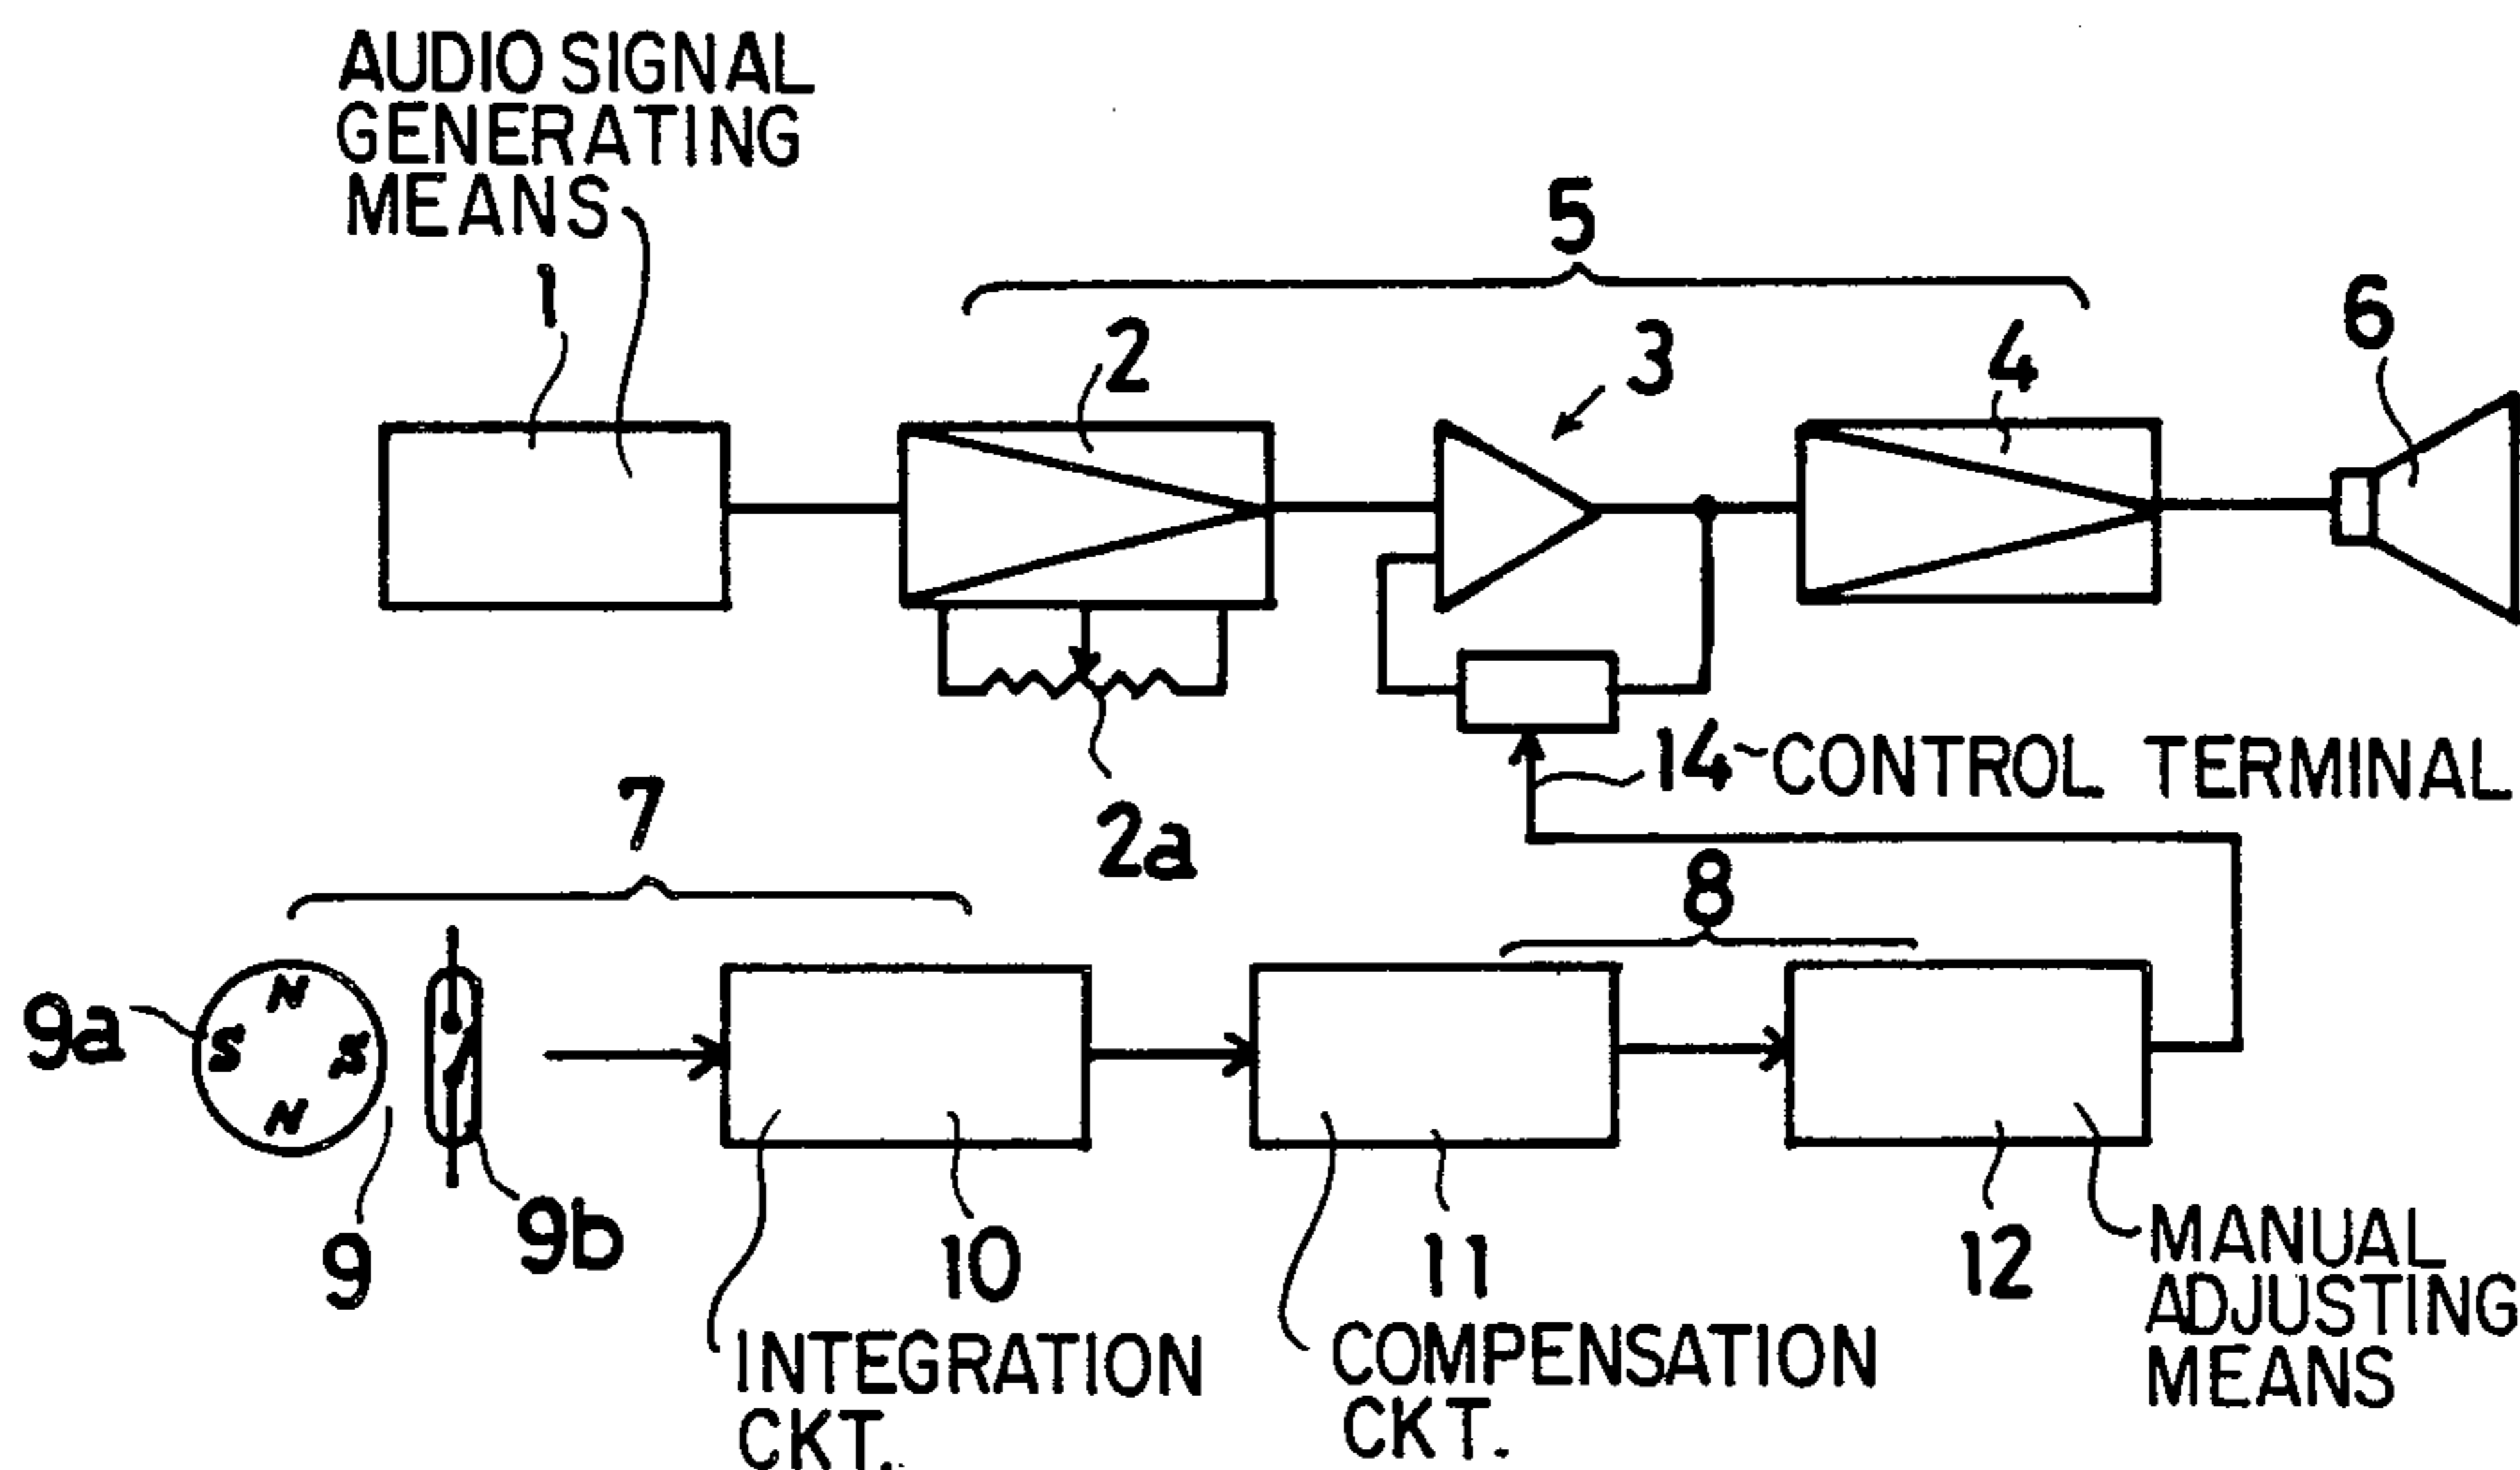 AUDIO SIGNAL
GENERATING
MEANS
1
5
2
3
4
6
2a
14~CONTROL TERMINAL
7
8
9a
N
S
S
N
9
9b
10
11
12
INTEGRATION
CKT.
COMPENSATION
CKT.
MANUAL
ADJUSTING
MEANS